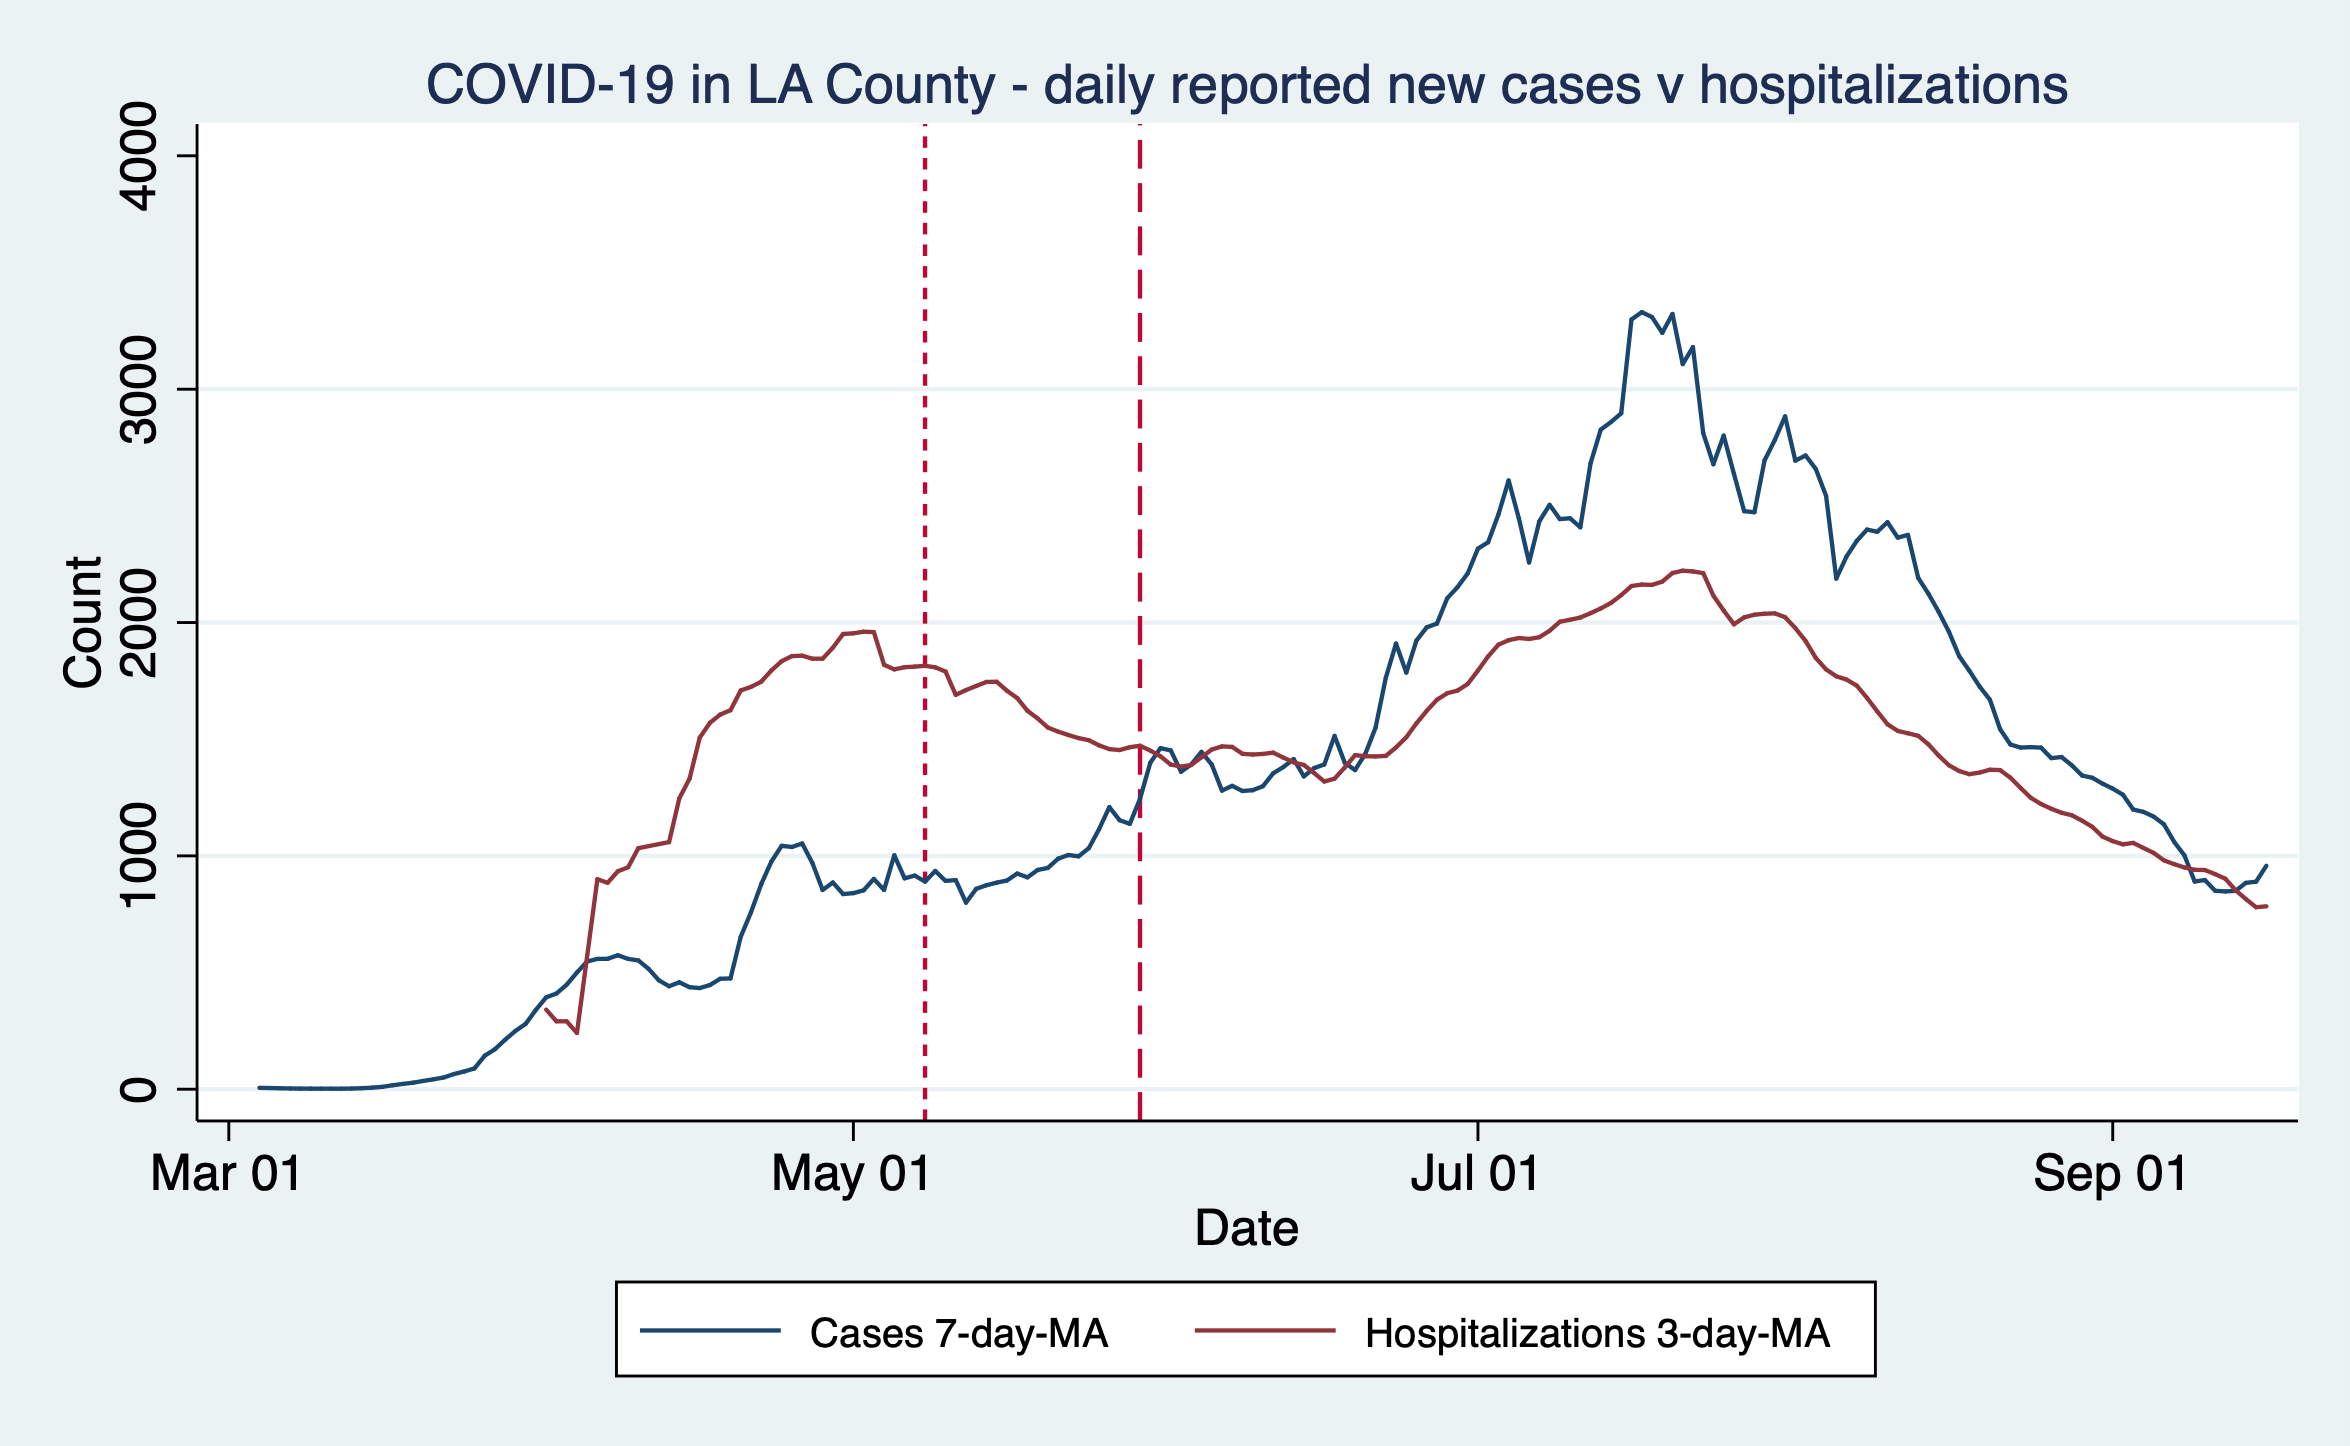 COVID-19 in LA County - daily reported new cases v hospitalizations
4000
3000
2000
1000
0
Count
Mar 01
May 01
Jul 01
Sep 01
Date
Cases 7-day-MA
Hospitalizations 3-day-MA